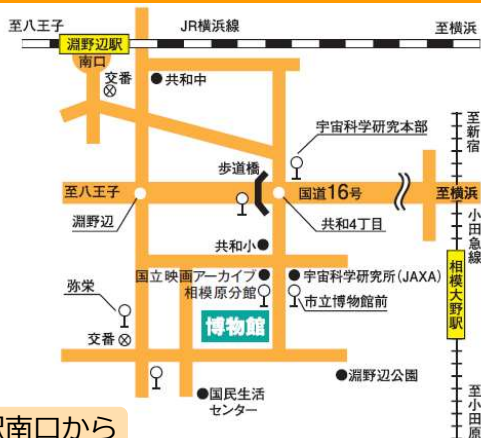 至八王子
JR横浜線
至横浜
淵野辺駅
南口
交番
共和中
至新宿
宇宙科学研究本部
歩道橋
至八王子
国道16号
至横浜
淵野辺
共和4丁目
小田急線
共和小
国立映画アーカイブ
相模原分館
宇宙科学研究所(JAXA)
市立博物館前
相模大野駅
弥栄
博物館
交番
淵野辺公園
国民生活
センター
至小田原
駅南口から